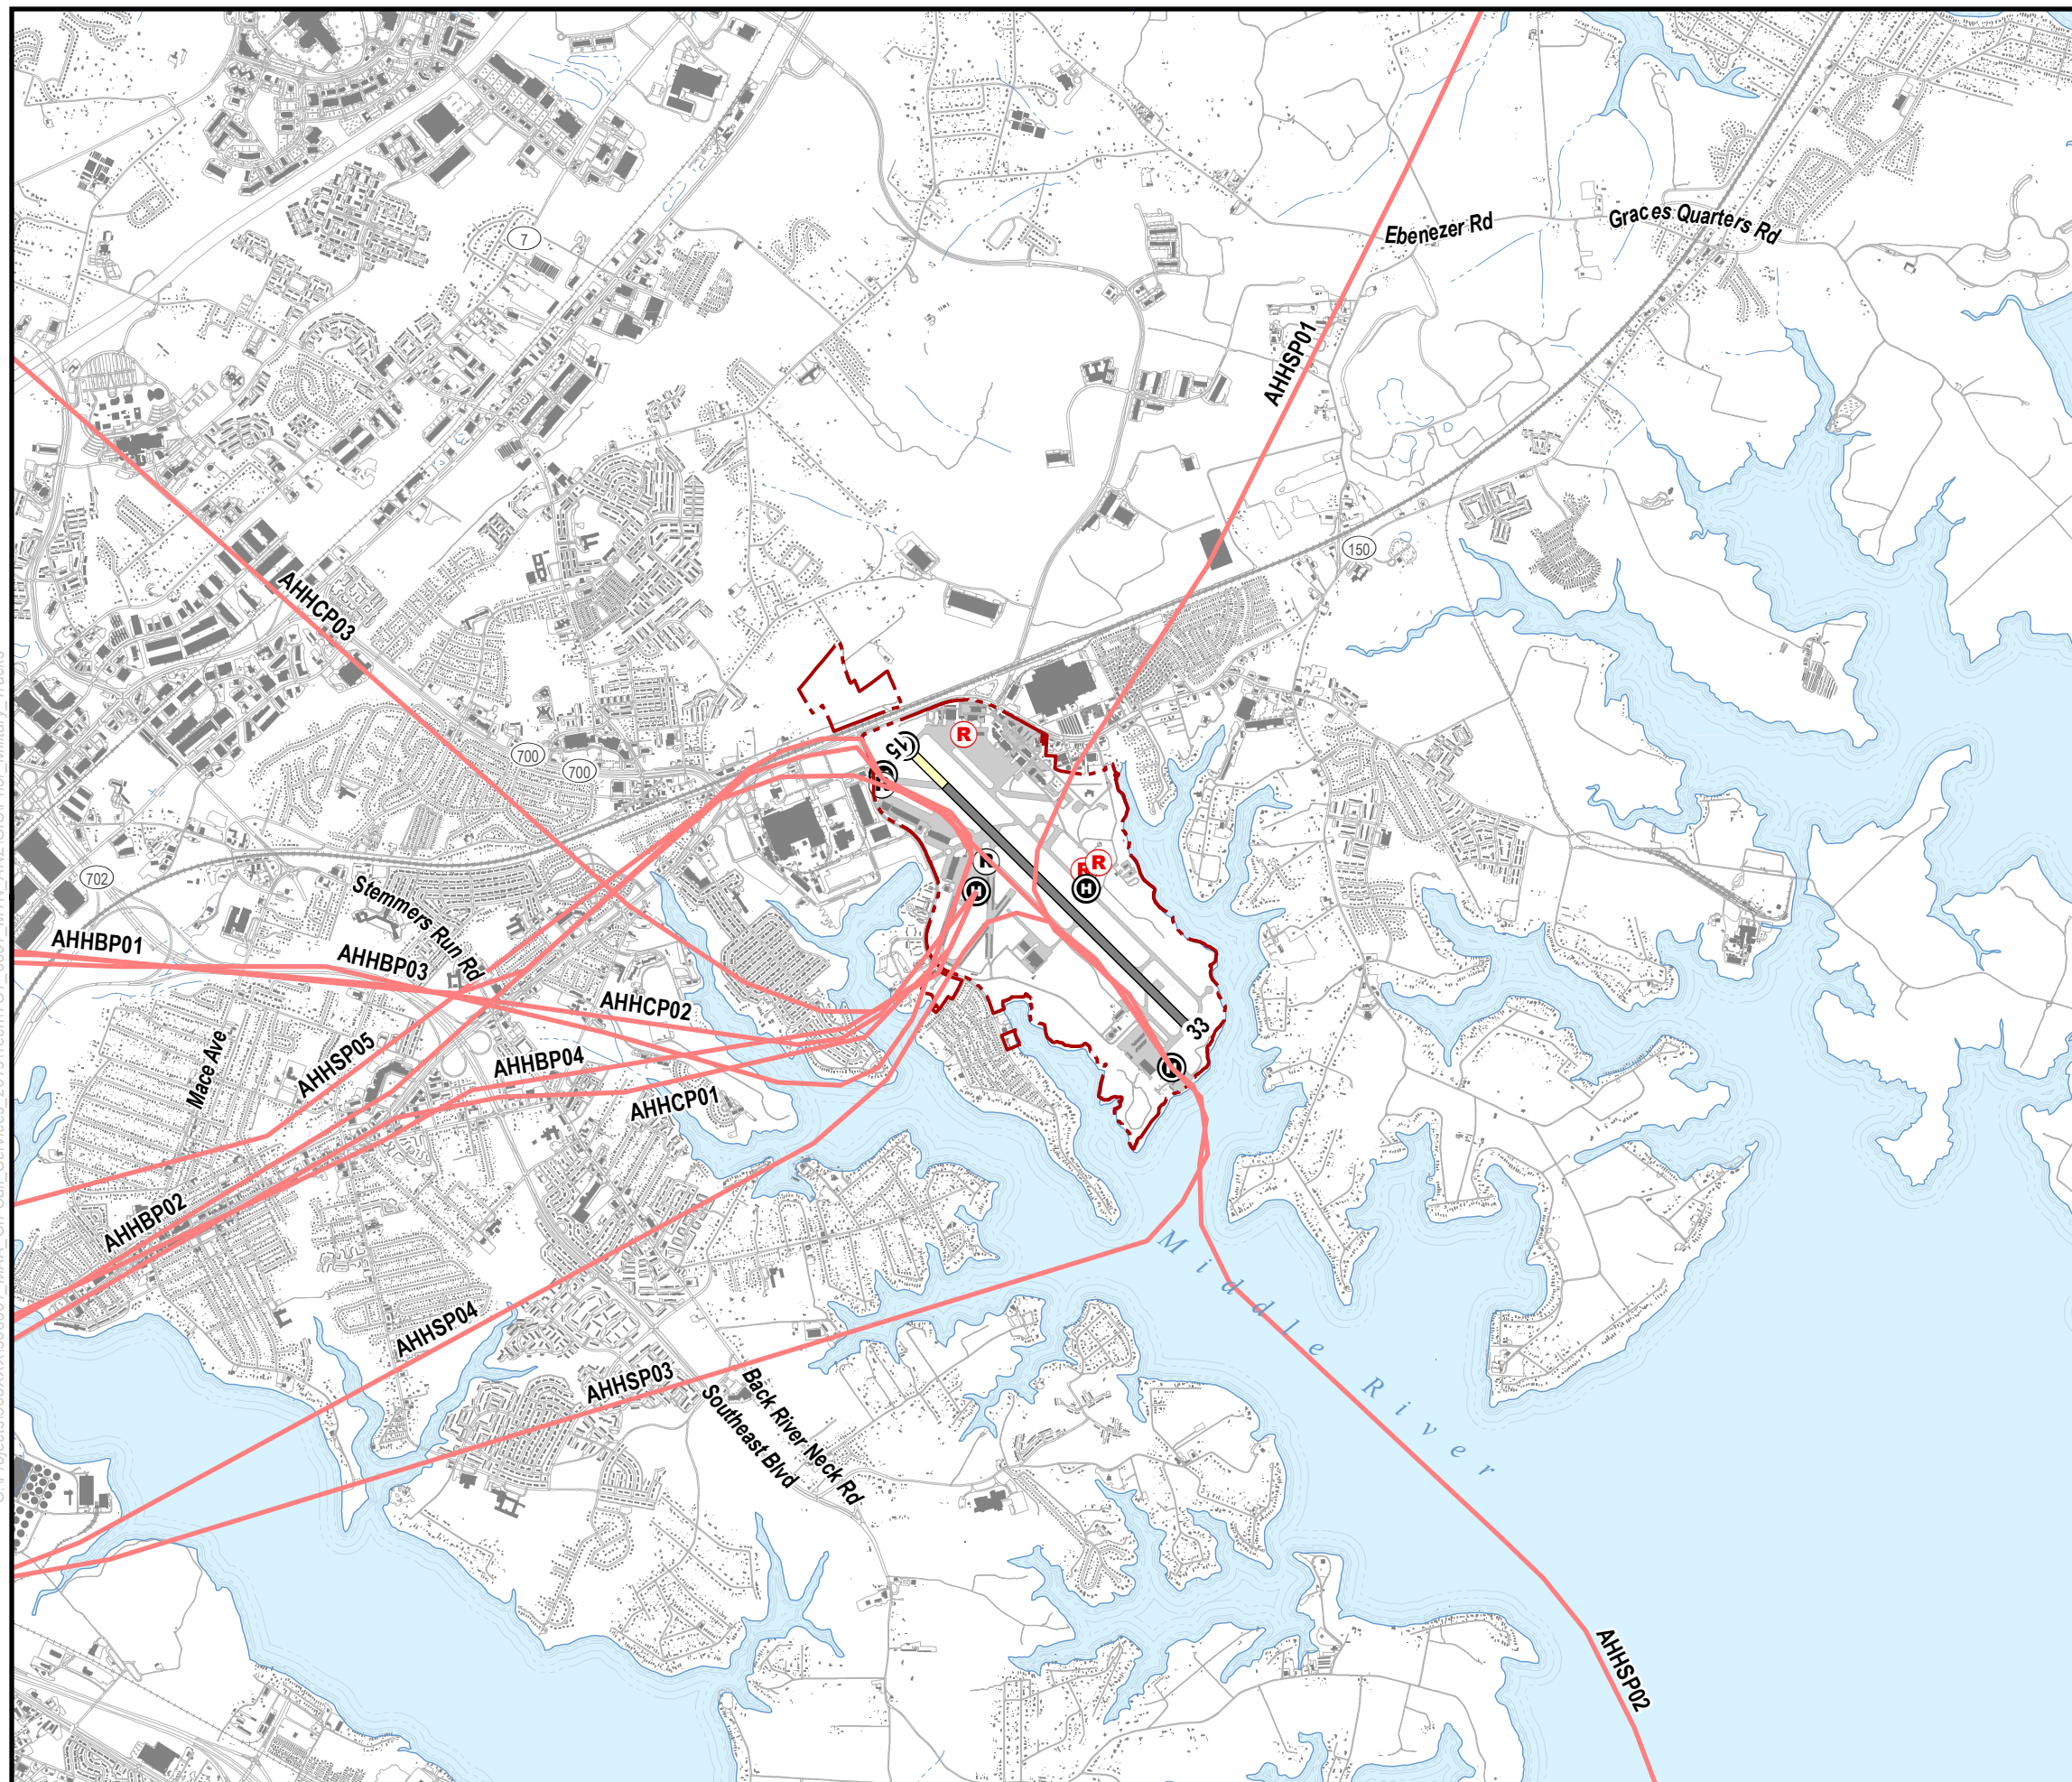 7
Ebenezer Rd
Graces Quarters Rd
AHHSP01
150
AHHCP03
700
700
R
15
R
H
R
H
702
Stemmers Run Rd
AHHBP01
AHHBP03
AHHCP02
33
Mace Ave
AHHSP05
AHHBP04
AHHCP01
AHHBP02
Middle River
AHHSP04
AHHSP03
Back River Neck Rd
Southeast Blvd
AHHSP02